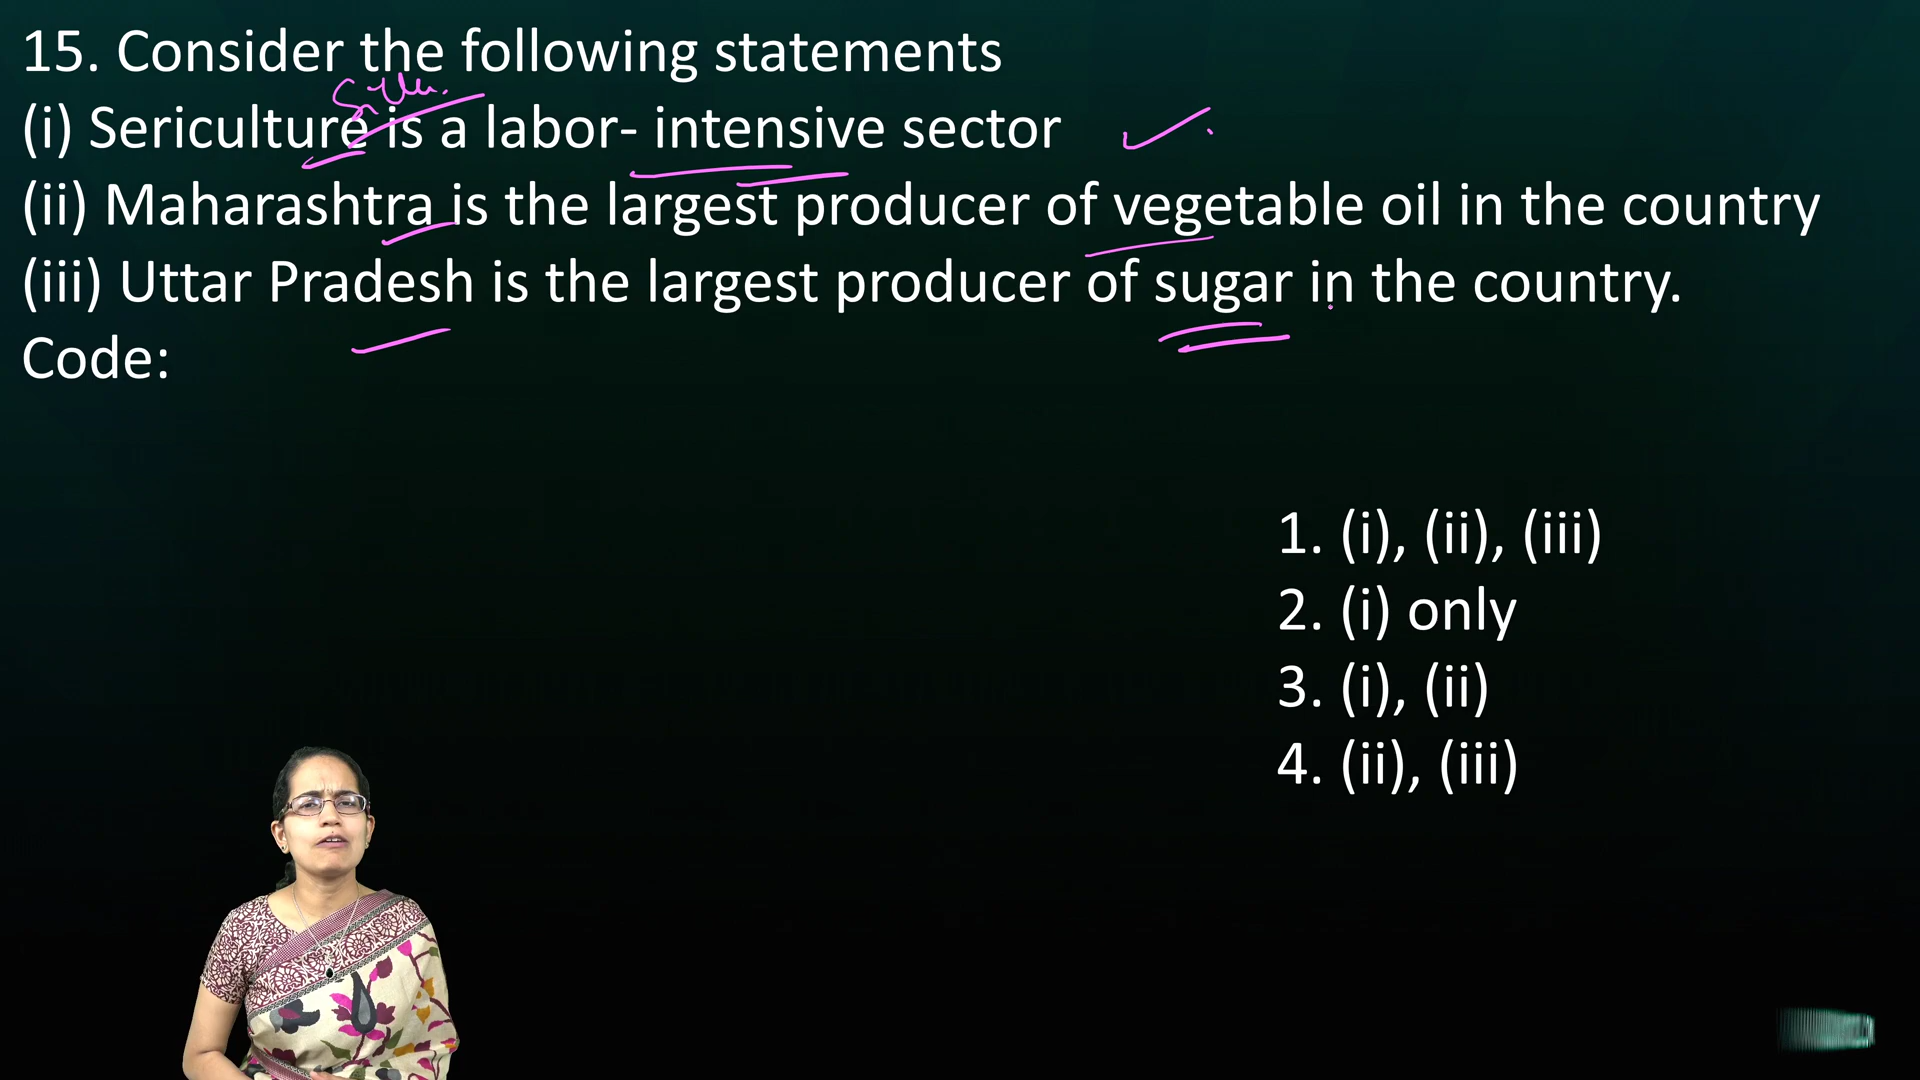 15. Consider the following statements
Silk.
(i) Sericulture is a labor- intensive sector
(ii) Maharashtra is the largest producer of vegetable oil in the country
(iii) Uttar Pradesh is the largest producer of sugar in the country.
Code:
1. (i), (ii), (iii)
2. (i) only
3. (i), (ii)
4. (ii), (iii)